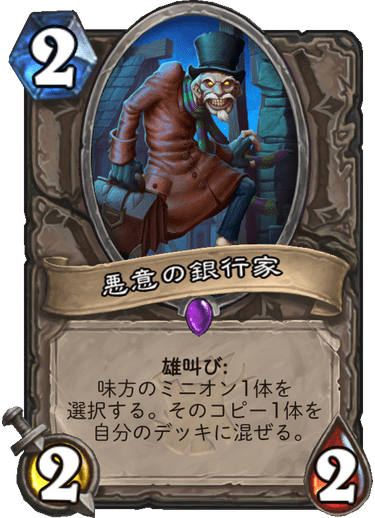 2
悪意の銀行家
雄叫び:
味方のミニオン1体を
選択する。そのコピー1体を
自分のデッキに混ぜる。
2
2